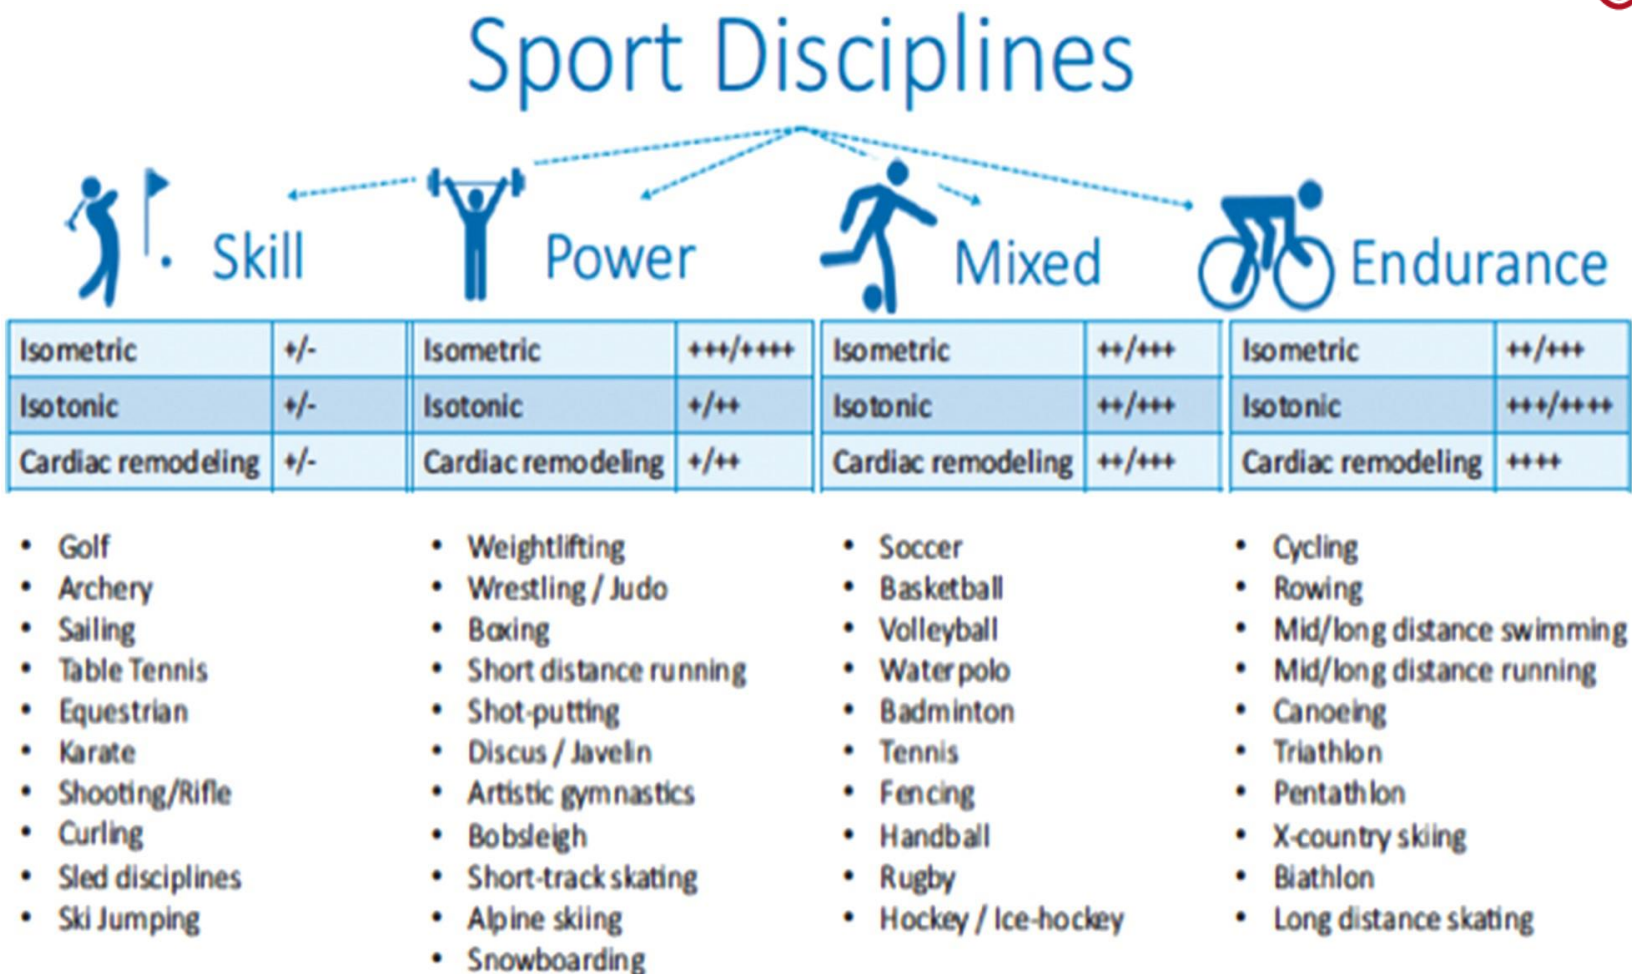 Sport Disciplines
Skill
Power
Mixed
Endurance
Isometric +/- Isometric +++/++++ Isometric ++/+++ Isometric ++/+++
Isotonic +/- Isotonic +/++ Isotonic ++/+++ Isotonic +++/++++
Cardiac remodeling +/- Cardiac remodeling +/++ Cardiac remodeling ++/+++ Cardiac remodeling ++++
• Golf
• Archery
• Sailing
• Table Tennis
• Equestrian
• Karate
• Shooting/Rifle
• Curling
• Sled disciplines
• Ski Jumping
• Weightlifting
• Wrestling / Judo
• Boxing
• Short distance running
• Shot-putting
• Discus / Javelin
• Artistic gymnastics
• Bobsleigh
• Short-track skating
• Alpine skiing
• Snowboarding
• Soccer
• Basketball
• Volleyball
• Waterpolo
• Badminton
• Tennis
• Fencing
• Handball
• Rugby
• Hockey / Ice-hockey
• Cycling
• Rowing
• Mid/long distance swimming
• Mid/long distance running
• Canoeing
• Triathlon
• Pentathlon
• X-country skiing
• Biathlon
• Long distance skating